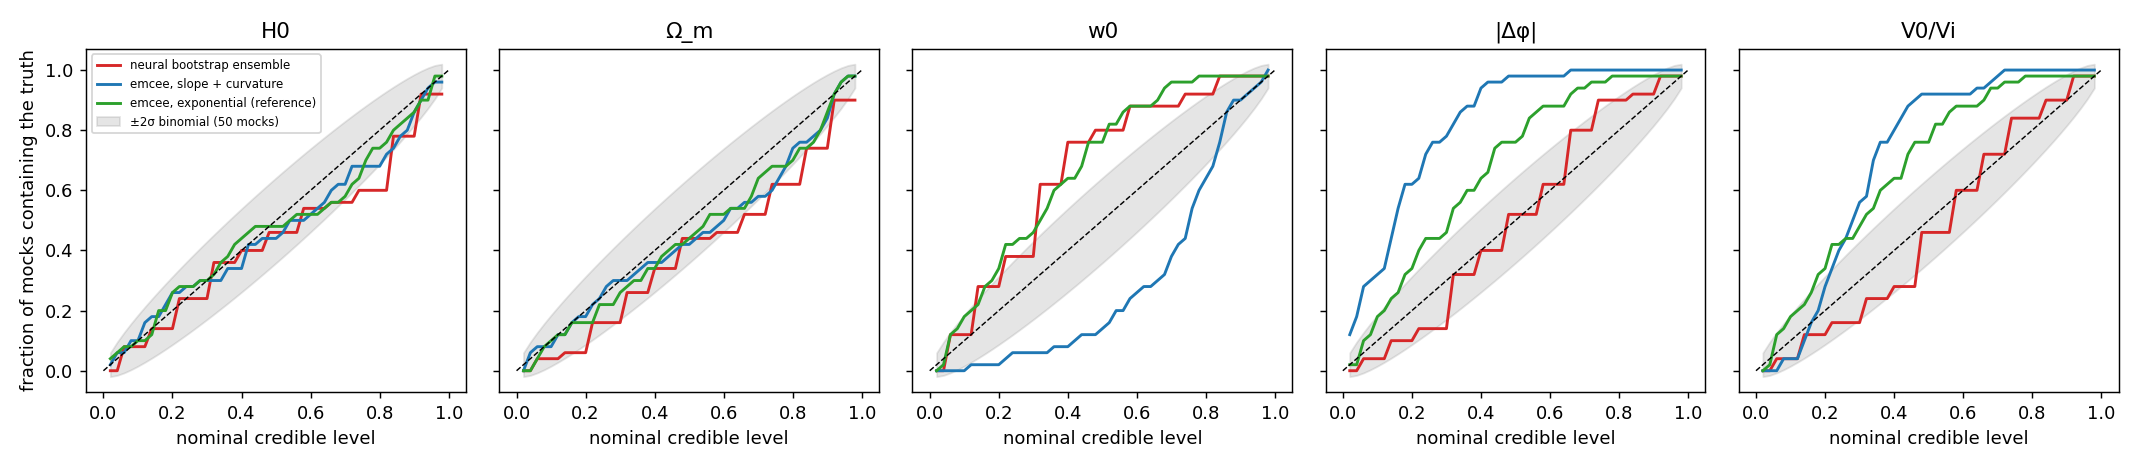 H0
Ω_m
w0
|Δφ|
V0/Vi
fraction of mocks containing the truth
1.0
0.8
0.6
0.4
0.2
0.0
neural bootstrap ensemble
emcee, slope + curvature
emcee, exponential (reference)
±2σ binomial (50 mocks)
0.0 0.2 0.4 0.6 0.8 1.0
0.0 0.2 0.4 0.6 0.8 1.0
0.0 0.2 0.4 0.6 0.8 1.0
0.0 0.2 0.4 0.6 0.8 1.0
0.0 0.2 0.4 0.6 0.8 1.0
nominal credible level
nominal credible level
nominal credible level
nominal credible level
nominal credible level